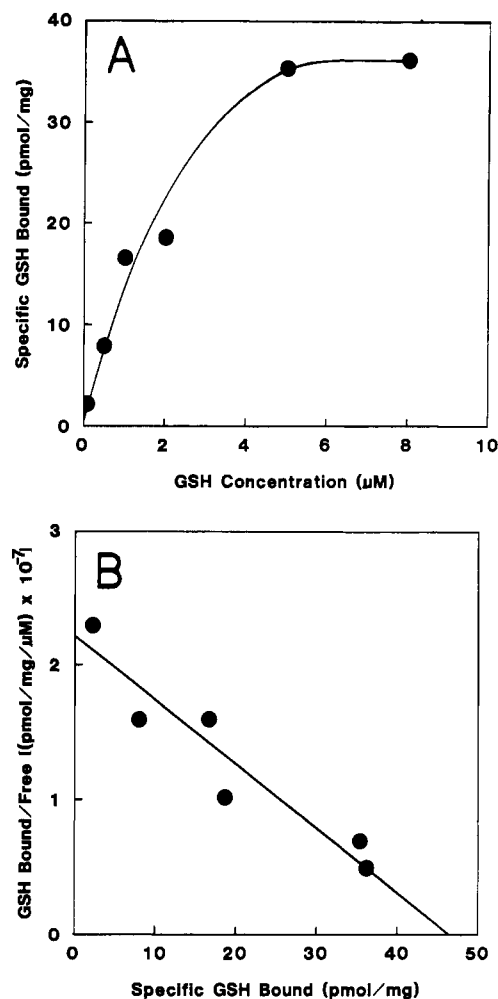 A
40
30
20
10
0
Specific GSH Bound (pmol/mg)
0 2 4 6 8 10
GSH Concentration (µM)
B
3
2
1
0
GSH Bound/Free [(pmol/mg/µM) x 10⁻⁷]
0 10 20 30 40 50
Specific GSH Bound (pmol/mg)